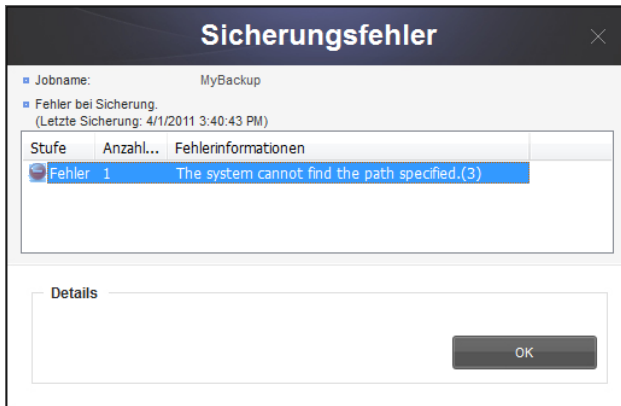 Sicherungsfehler
Jobname: MyBackup
Fehler bei Sicherung.
(Letzte Sicherung: 4/1/2011 3:40:43 PM)
Stufe Anzahl... Fehlerinformationen
Fehler 1 The system cannot find the path specified.(3)
Details
OK